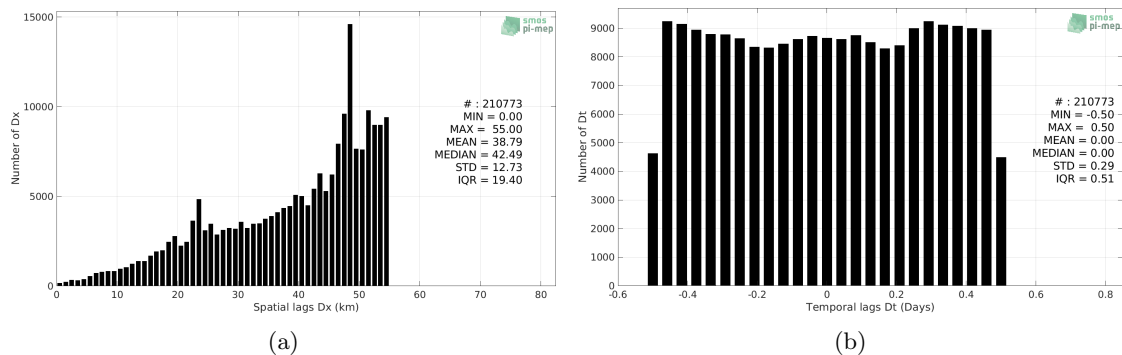 15000
10000
5000
0
Number of Dx
0 10 20 30 40 50 60 70 80
Spatial lags Dx (km)
smos
pi-mep
# : 210773
MIN = 0.00
MAX = 55.00
MEAN = 38.79
MEDIAN = 42.49
STD = 12.73
IQR = 19.40
(a)
9000
8000
7000
6000
5000
4000
3000
2000
1000
0
Number of Dt
-0.6 -0.4 -0.2 0 0.2 0.4 0.6 0.8
Temporal lags Dt (Days)
smos
pi-mep
# : 210773
MIN = -0.50
MAX = 0.50
MEAN = 0.00
MEDIAN = 0.00
STD = 0.29
IQR = 0.51
(b)